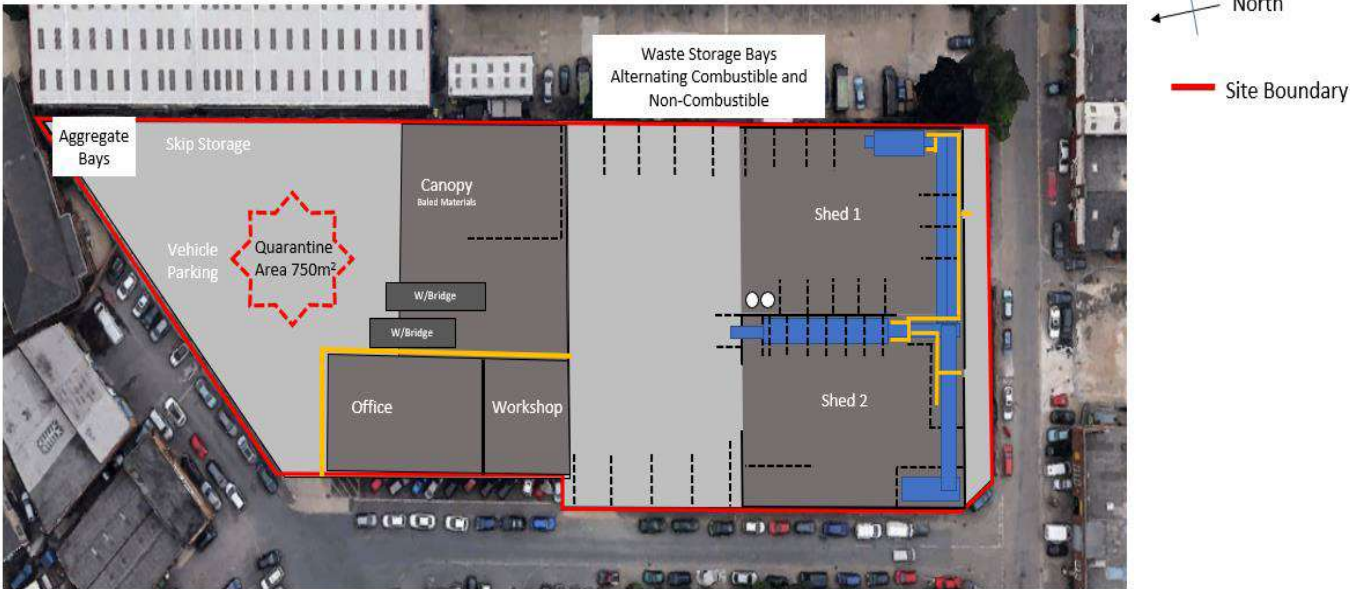 North
Site Boundary
Waste Storage Bays
Alternating Combustible and
Non-Combustible
Aggregate
Bays
Skip Storage
Canopy
Baled Materials
Shed 1
Vehicle
Parking
Quarantine
Area 750m²
W/Bridge
W/Bridge
Office
Workshop
Shed 2